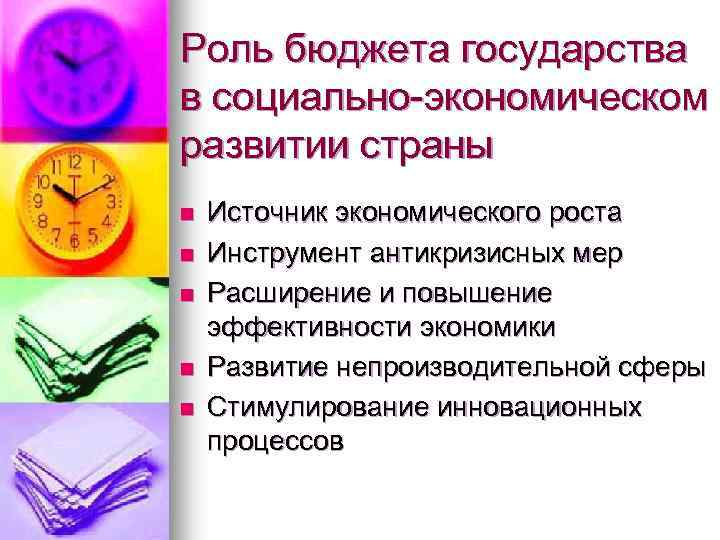 Роль бюджета государства
в социально-экономическом
развитии страны
Источник экономического роста
Инструмент антикризисных мер
Расширение и повышение
эффективности экономики
Развитие непроизводительной сферы
Стимулирование инновационных
процессов